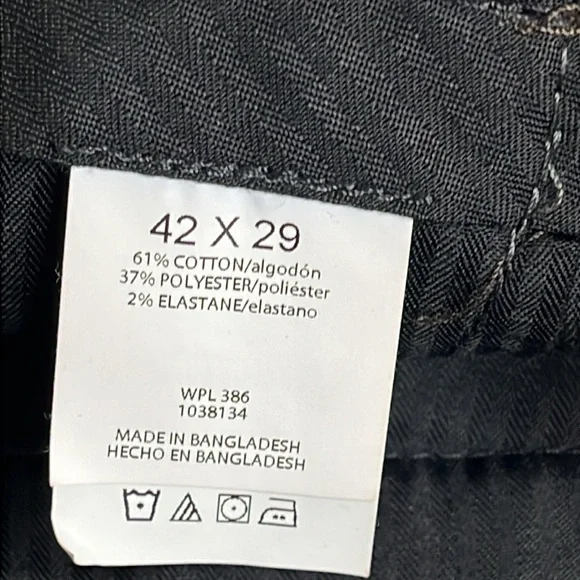 42 X 29
61% COTTON/algodón
37% POLYESTER/poliéster
2% ELASTANE/elastano
WPL 386
1038134
MADE IN BANGLADESH
HECHO EN BANGLADESH